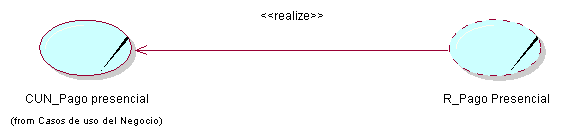 <<realize>>
CUN_Pago presencial
R_Pago Presencial
(from Casos de uso del Negocio)